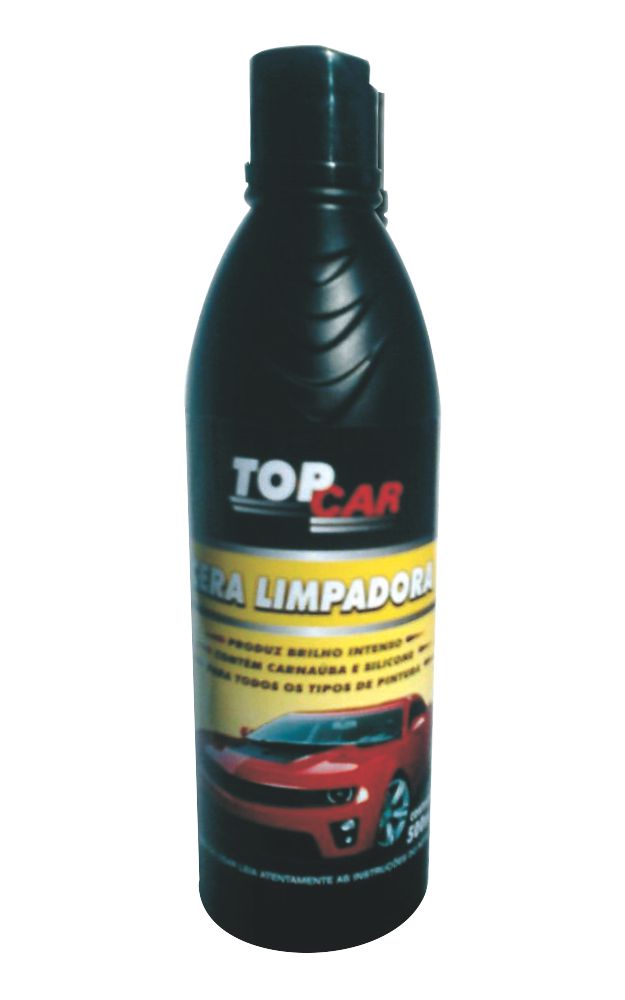 TOP
CAR
CERA LIMPADORA
PRODUZ BRILHO INTENSO
CONTÉM CARNAÚBA E SILICONE
PARA TODOS OS TIPOS DE PINTURA
LEIA ATENTAMENTE AS INSTRUÇÕES DO